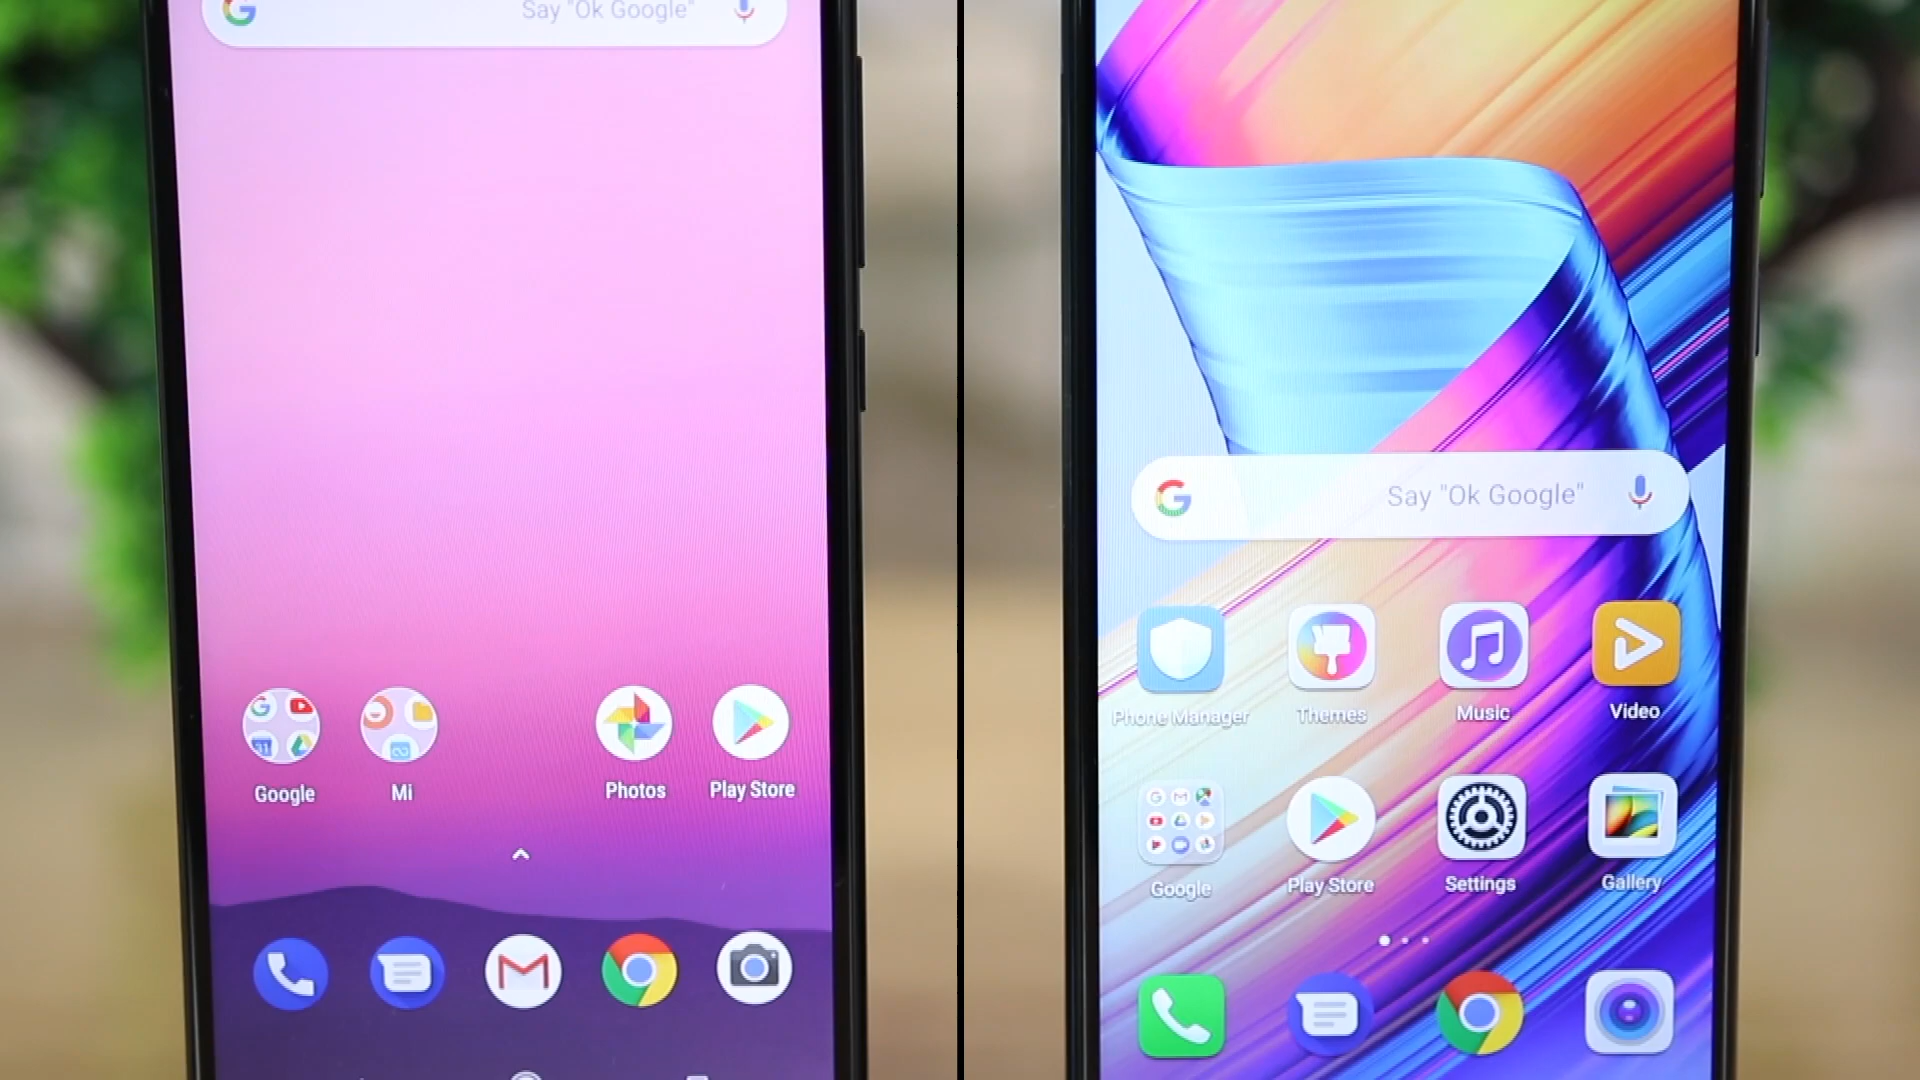 Say "Ok Google"
Google
Mi
Photos
Play Store
31
Say "Ok Google"
Phone Manager
Themes
Music
Video
Google
Play Store
Settings
Gallery